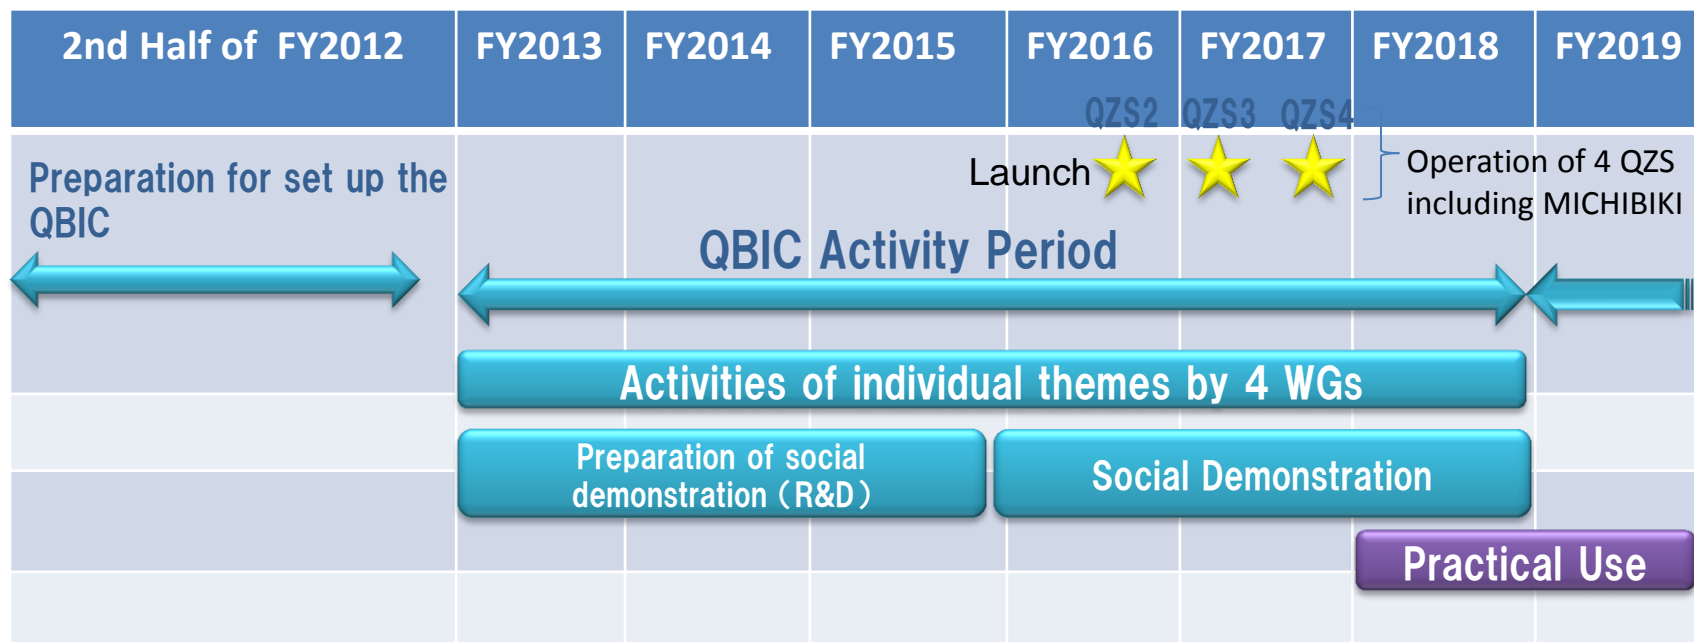 2nd Half of FY2012
FY2013
FY2014
FY2015
FY2016
FY2017
FY2018
FY2019
QZS2
QZS3
QZS4
Launch
Operation of 4 QZS
including MICHIBIKI
Preparation for set up the
QBIC
QBIC Activity Period
Activities of individual themes by 4 WGs
Preparation of social
demonstration（R&D）
Social Demonstration
Practical Use